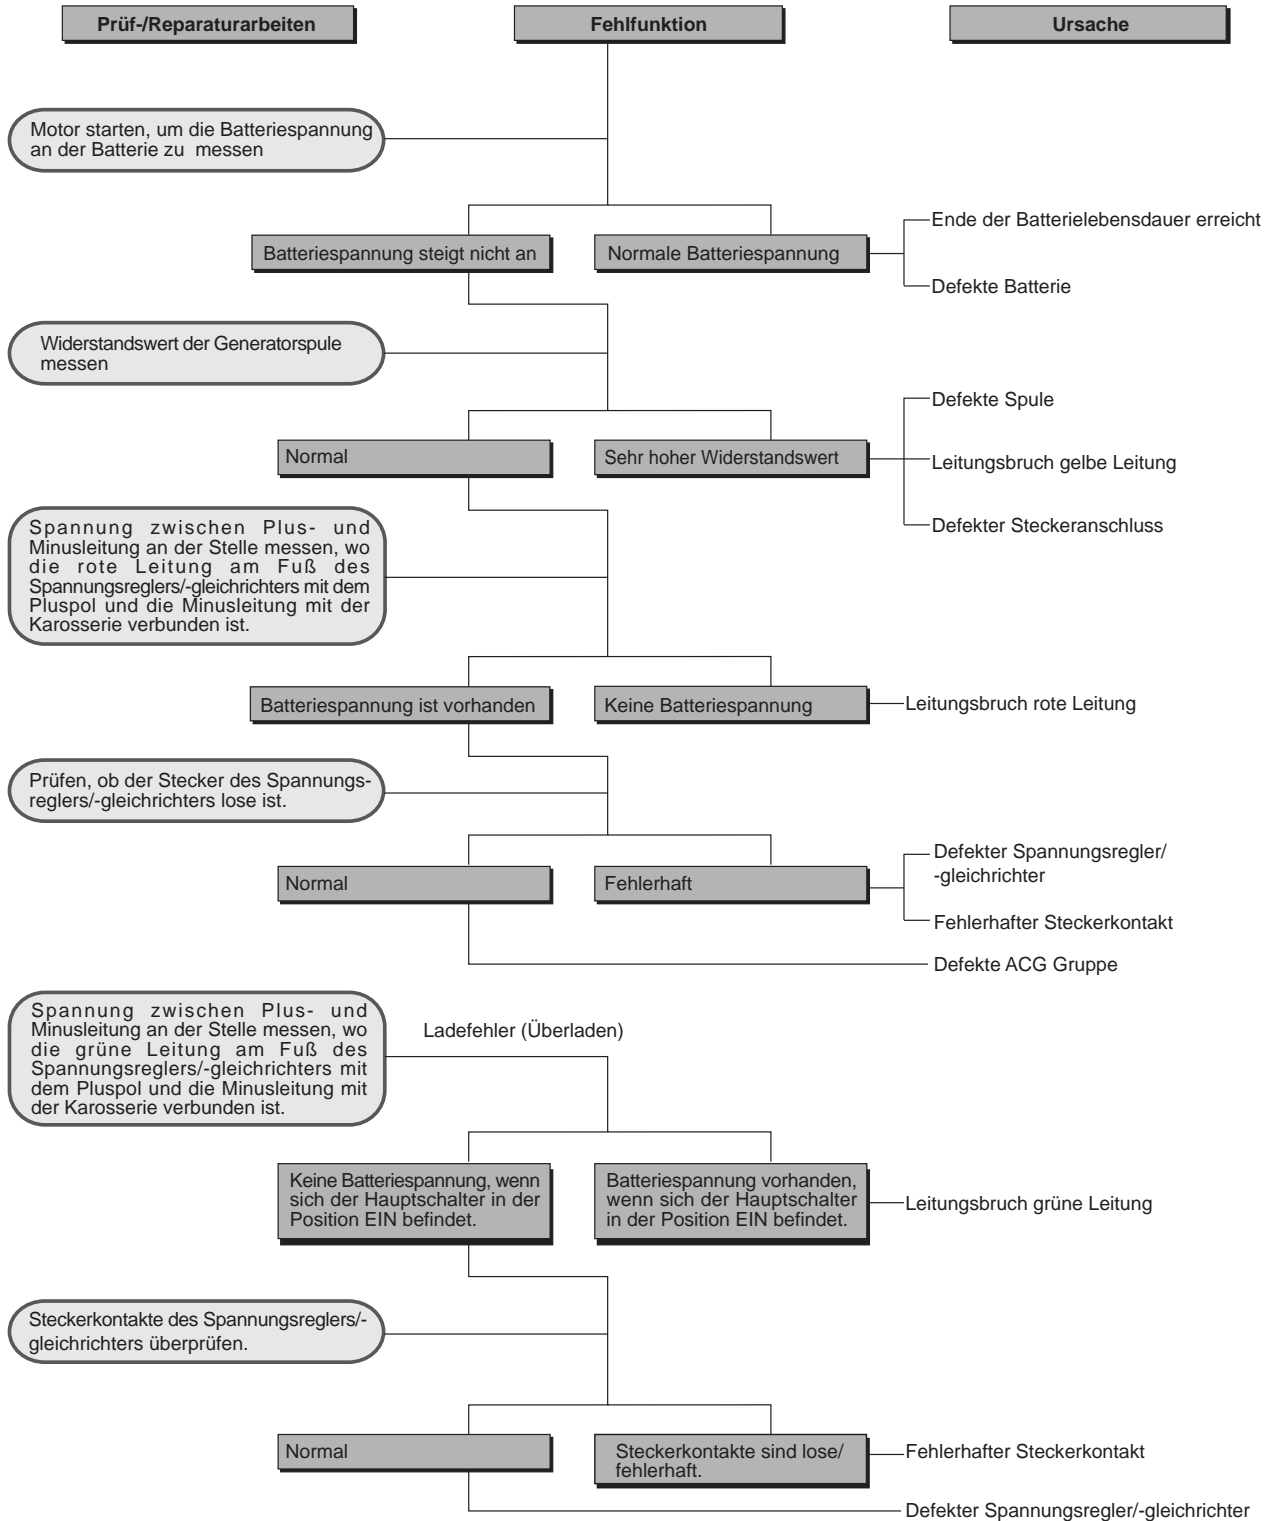 Prüf-/Reparaturarbeiten
Fehlfunktion
Ursache
Motor starten, um die Batteriespannung
an der Batterie zu messen
Ende der Batterielebensdauer erreicht
Batteriespannung steigt nicht an
Normale Batteriespannung
Defekte Batterie
Widerstandswert der Generatorspule
messen
Defekte Spule
Normal
Sehr hoher Widerstandswert
Leitungsbruch gelbe Leitung
Defekter Steckeranschluss
Spannung zwischen Plus- und
Minusleitung an der Stelle messen, wo
die rote Leitung am Fuß des
Spannungsreglers/-gleichrichters mit dem
Pluspol und die Minusleitung mit der
Karosserie verbunden ist.
Batteriespannung ist vorhanden
Keine Batteriespannung
Leitungsbruch rote Leitung
Prüfen, ob der Stecker des Spannungs-
reglers/-gleichrichters lose ist.
Defekter Spannungsregler/
-gleichrichter
Normal
Fehlerhaft
Fehlerhafter Steckerkontakt
Defekte ACG Gruppe
Spannung zwischen Plus- und
Minusleitung an der Stelle messen, wo
die grüne Leitung am Fuß des
Spannungsreglers/-gleichrichters mit
dem Pluspol und die Minusleitung mit
der Karosserie verbunden ist.
Ladefehler (Überladen)
Keine Batteriespannung, wenn
sich der Hauptschalter in der
Position EIN befindet.
Batteriespannung vorhanden,
wenn sich der Hauptschalter
in der Position EIN befindet.
Leitungsbruch grüne Leitung
Steckerkontakte des Spannungsreglers/-
gleichrichters überprüfen.
Normal
Steckerkontakte sind lose/
fehlerhaft.
Fehlerhafter Steckerkontakt
Defekter Spannungsregler/-gleichrichter